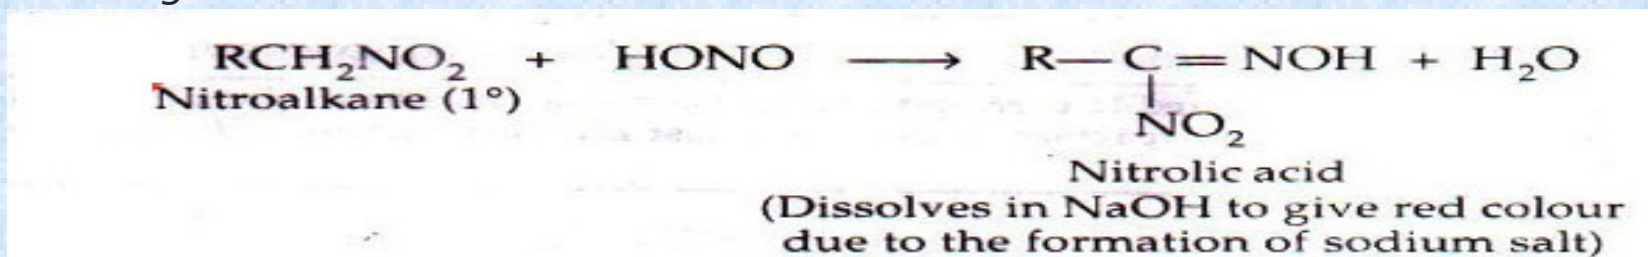 RCH₂NO₂ + HONO ⟶ R—C=NOH + H₂O
Nitroalkane (1°)
NO₂
Nitrolic acid
(Dissolves in NaOH to give red colour
due to the formation of sodium salt)